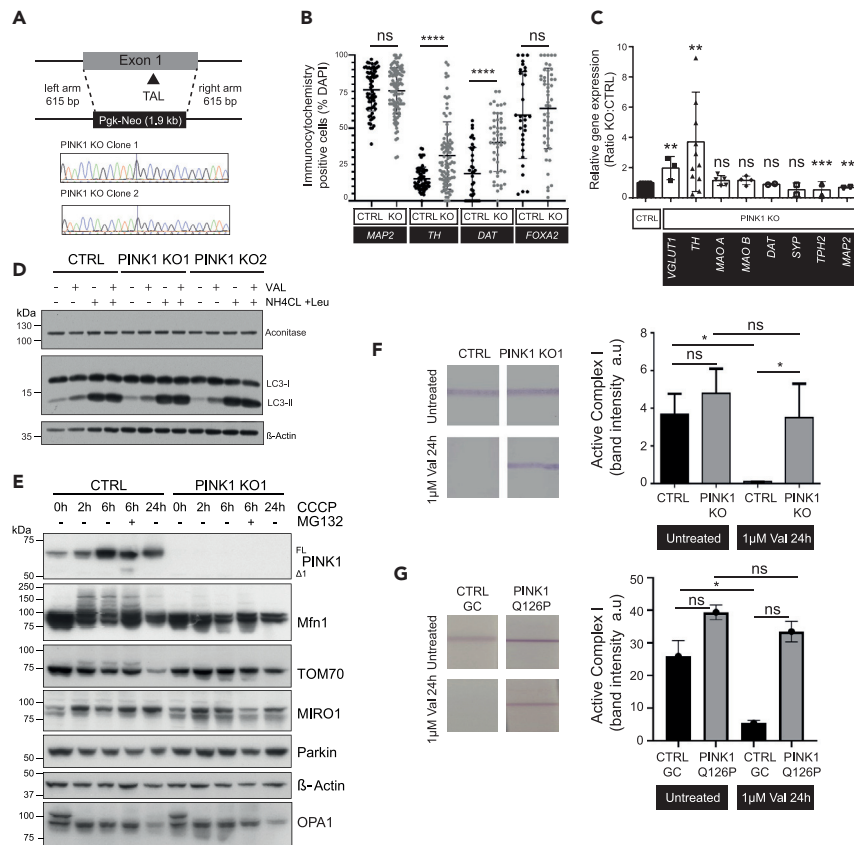 A
Exon 1
left arm
615 bp
TAL
right arm
615 bp
Pgk-Neo (1,9 kb)
PINK1 KO Clone 1
PINK1 KO Clone 2
B
Immunocytochemistry
positive cells (% DAPI)
100
75
50
25
0
ns
****
****
ns
CTRL KO CTRL KO CTRL KO CTRL KO
MAP2 TH DAT FOXA2
C
Relative gene expression
(Ratio KO:CTRL)
10
8
6
4
2
0
** ** ns ns ns ns *** **
CTRL PINK1 KO
VGLUT1 TH MAO A MAO B DAT SYP TPH2 MAP2
D
CTRL PINK1 KO1 PINK1 KO2
- + - + - + - + - + - + VAL
- - + + - - + + - - + + NH4CL +Leu
kDa
130
100
Aconitase
LC3-I
15
LC3-II
35
ß-Actin
E
CTRL PINK1 KO1
0h 2h 6h 6h 24h 0h 2h 6h 6h 24h CCCP
- - - + - - - - + - MG132
kDa
75
FL
PINK1
50
Δ1
250
150
100
75
Mfn1
100
75
TOM70
100
75
MIRO1
50
Parkin
50
37
ß-Actin
100
75
OPA1
F
CTRL PINK1 KO1
Untreated
1µM Val 24h
Active Complex I
(band intensity a.u)
8
6
4
2
0
ns
*
ns
*
CTRL PINK1 KO CTRL PINK1 KO
Untreated 1µM Val 24h
G
CTRL GC
PINK1 Q126P
Untreated
1µM Val 24h
Active Complex I
(band intensity a.u)
50
40
30
20
10
0
ns
*
ns
ns
CTRL GC PINK1 Q126P CTRL GC PINK1 Q126P
Untreated 1µM Val 24h